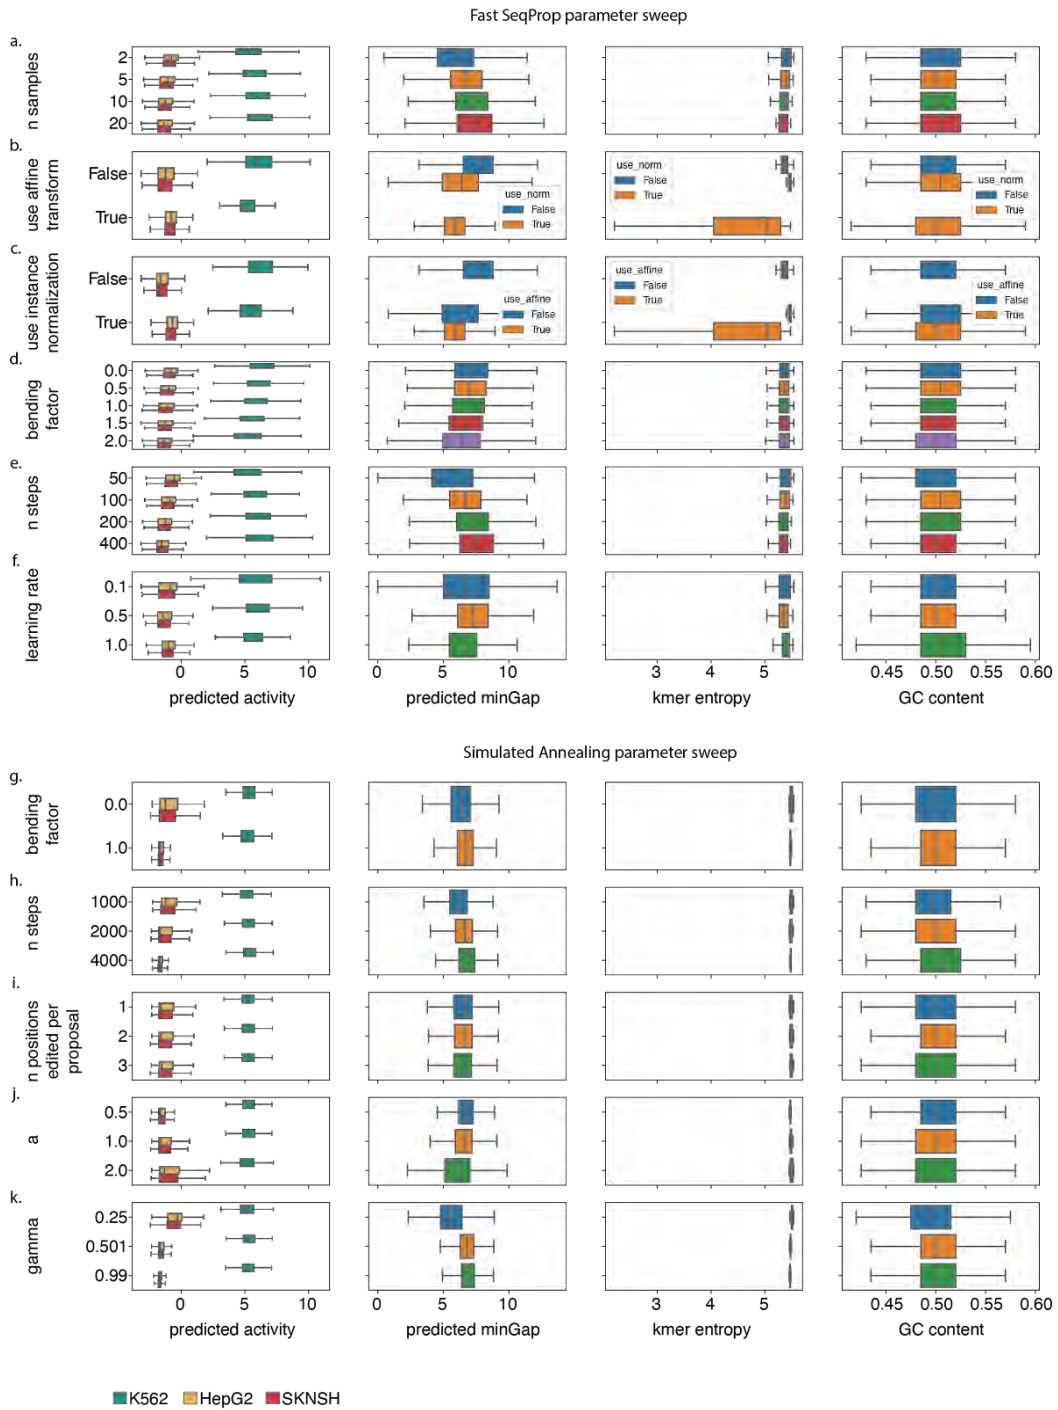 Fast SeqProp parameter sweep
a.
n samples
2
5
10
20
b.
use affine
transform
False
True
use_norm
False
True
use_norm
False
True
use_norm
False
True
c.
use instance
normalization
False
True
use_affine
False
True
use_affine
False
True
use_affine
False
True
d.
bending
factor
0.0
0.5
1.0
1.5
2.0
e.
n steps
50
100
200
400
f.
learning rate
0.1
0.5
1.0
0 5 10
predicted activity
0 5 10
predicted minGap
3 4 5
kmer entropy
0.45 0.50 0.55 0.60
GC content
Simulated Annealing parameter sweep
g.
bending
factor
0.0
1.0
h.
n steps
1000
2000
4000
i.
n positions
edited per
proposal
1
2
3
j.
a
0.5
1.0
2.0
k.
gamma
0.25
0.501
0.99
0 5 10
predicted activity
0 5 10
predicted minGap
3 4 5
kmer entropy
0.45 0.50 0.55 0.60
GC content
K562 HepG2 SKNSH